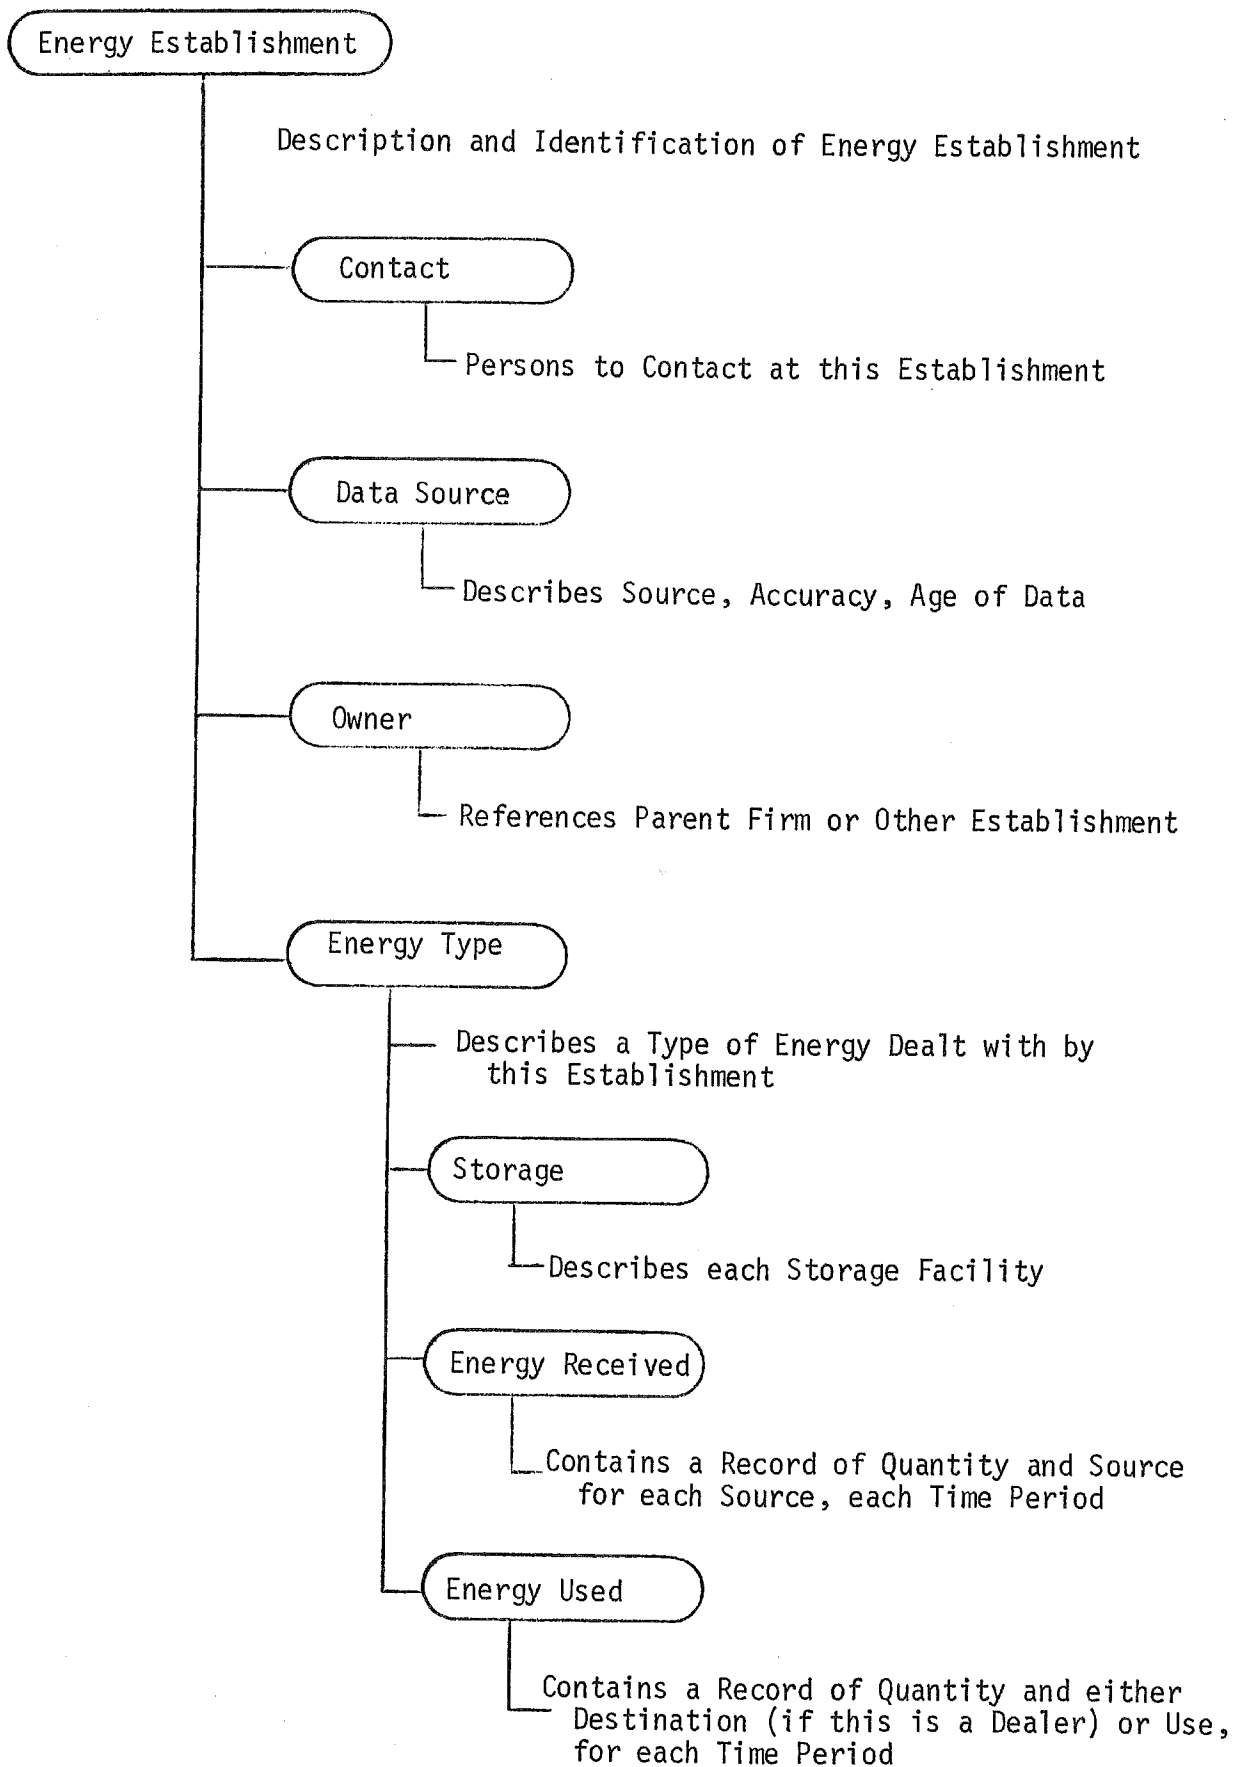 Energy Establishment
Description and Identification of Energy Establishment
Contact
Persons to Contact at this Establishment
Data Source
Describes Source, Accuracy, Age of Data
Owner
References Parent Firm or Other Establishment
Energy Type
Describes a Type of Energy Dealt with by
this Establishment
Storage
Describes each Storage Facility
Energy Received
Contains a Record of Quantity and Source
for each Source, each Time Period
Energy Used
Contains a Record of Quantity and either
Destination (if this is a Dealer) or Use,
for each Time Period